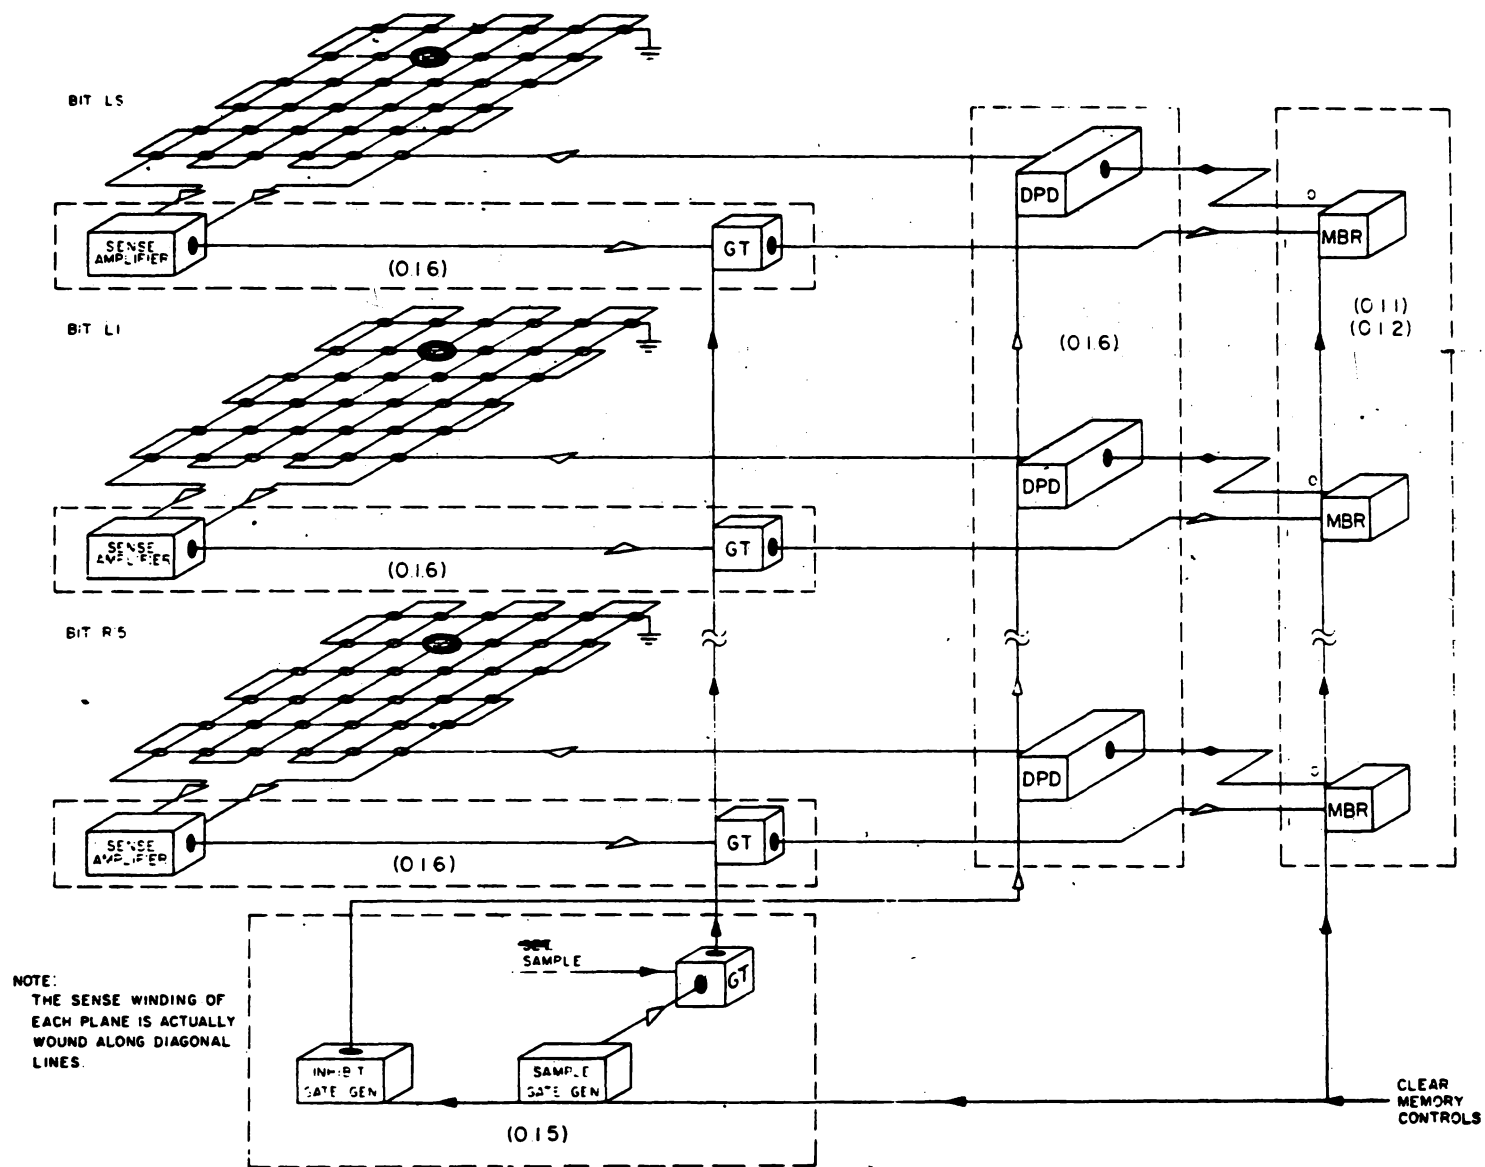 BIT LS
DPD
O
MBR
SENSE
AMPLIFIER
GT
(0.1.6)
(0.1.1)
(0.1.2)
BIT L1
(0.1.6)
O
DPD
MBR
SENSE
AMPLIFIER
GT
(0.1.6)
BIT R15
O
DPD
MBR
SENSE
AMPLIFIER
GT
(0.1.6)
SAMPLE
GT
NOTE:
THE SENSE WINDING OF
EACH PLANE IS ACTUALLY
WOUND ALONG DIAGONAL
LINES.
INHIBIT
GATE GEN
SAMPLE
GATE GEN
CLEAR
MEMORY
CONTROLS
(0.1.5)